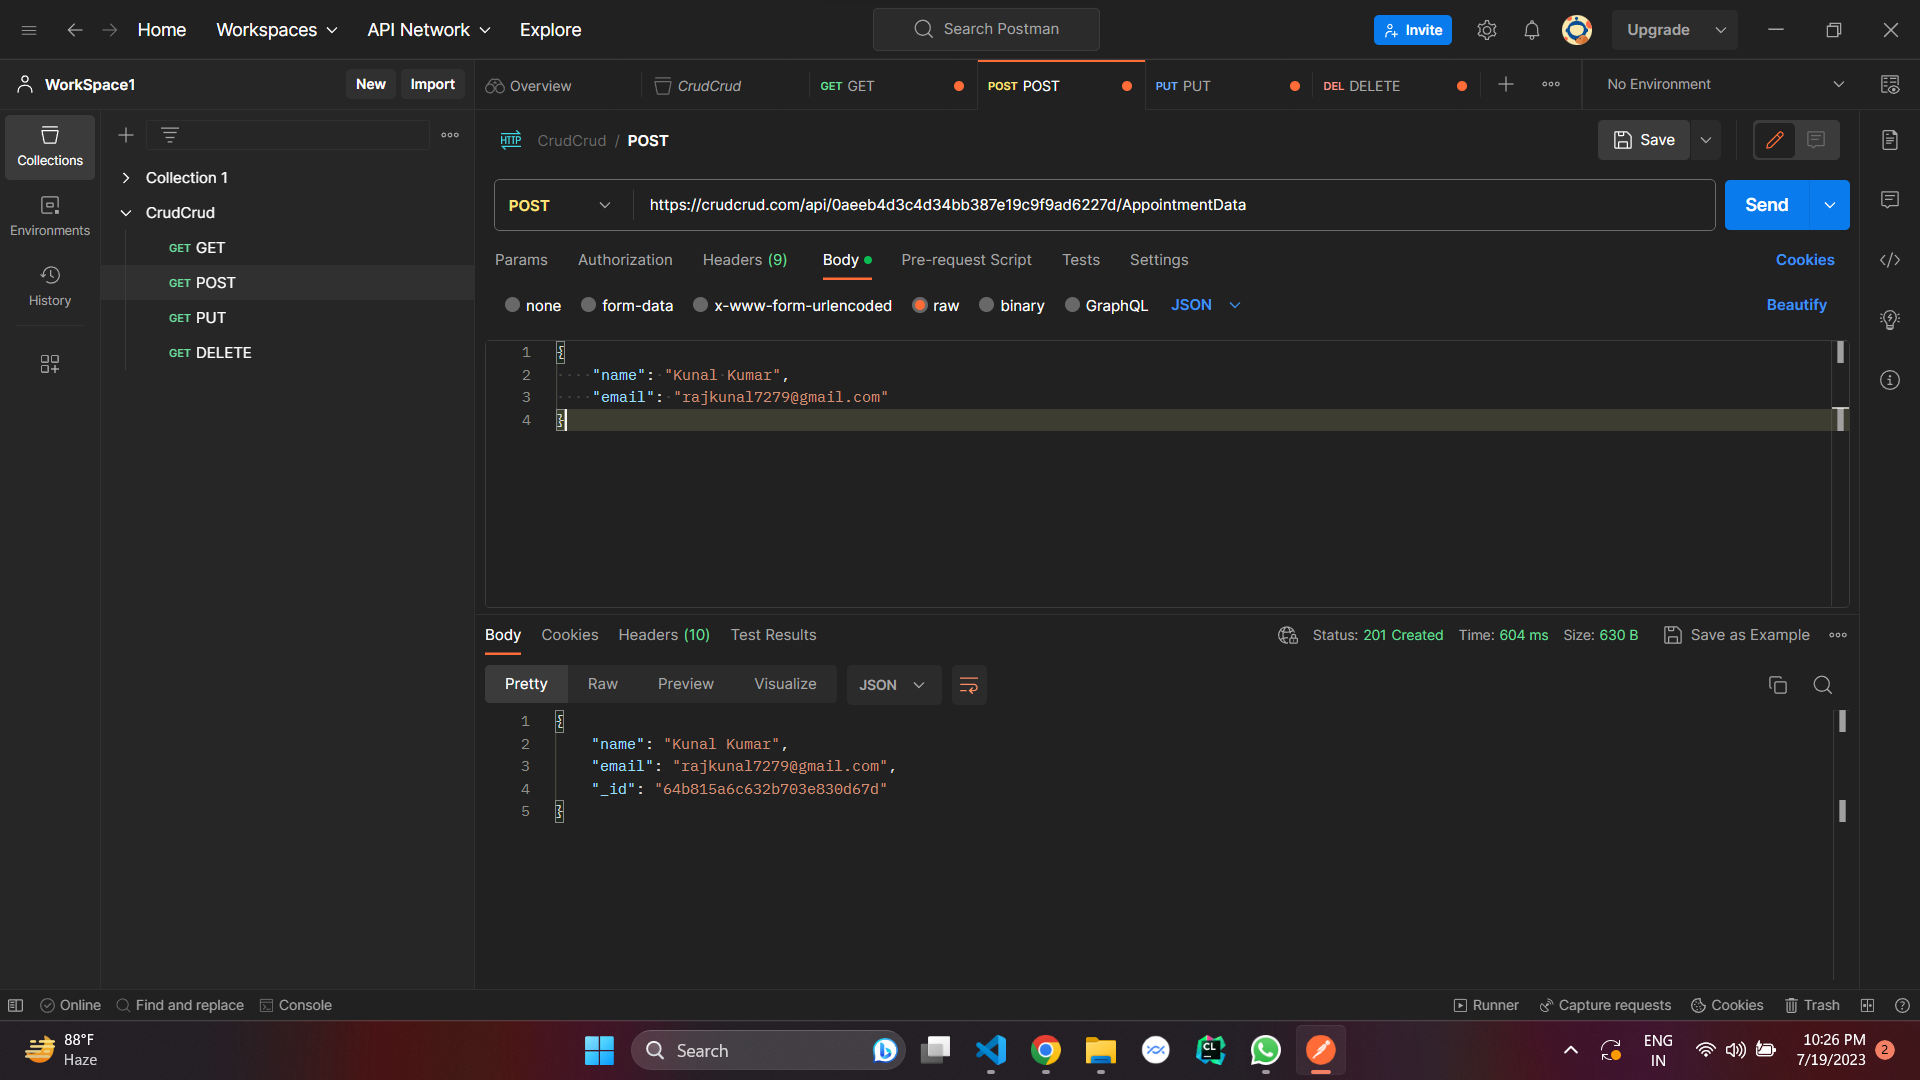 Home Workspaces API Network Explore Search Postman Invite Upgrade
WorkSpace1 New Import Overview CrudCrud GET GET POST POST PUT PUT DEL DELETE No Environment
Collections
Environments
History
Collection 1
CrudCrud
GET GET
GET POST
GET PUT
GET DELETE
HTTP CrudCrud / POST Save
POST https://crudcrud.com/api/0aeeb4d3c4d34bb387e19c9f9ad6227d/AppointmentData Send
Params Authorization Headers (9) Body Pre-request Script Tests Settings Cookies
none form-data x-www-form-urlencoded raw binary GraphQL JSON Beautify
1 {
2 "name": "Kunal Kumar",
3 "email": "rajkunal7279@gmail.com"
4 }
Body Cookies Headers (10) Test Results Status: 201 Created Time: 604 ms Size: 630 B Save as Example
Pretty Raw Preview Visualize JSON
1 {
2 "name": "Kunal Kumar",
3 "email": "rajkunal7279@gmail.com",
4 "_id": "64b815a6c632b703e830d67d"
5 }
Online Find and replace Console Runner Capture requests Cookies Trash
88°F
Haze
Search
CL
ENG
IN
10:26 PM
7/19/2023
2